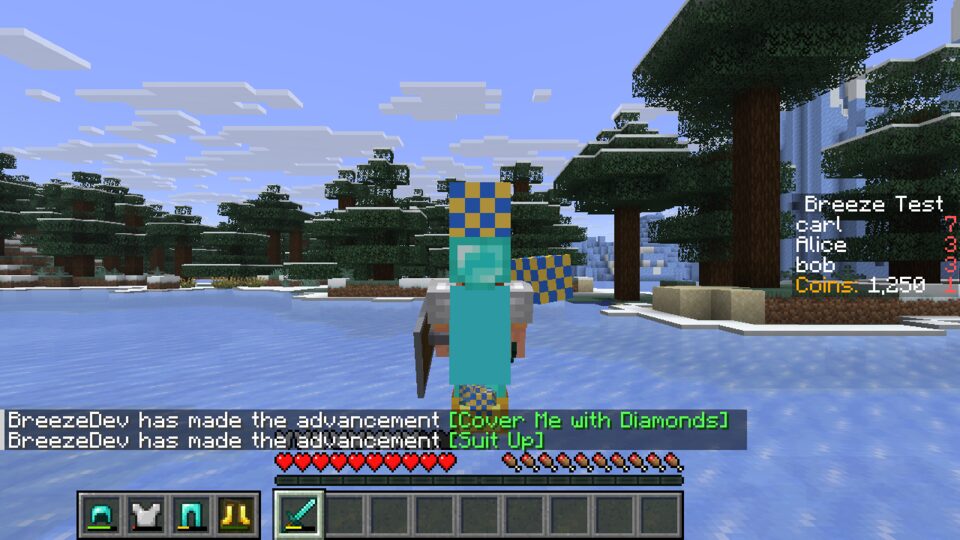 Breeze Test
carl 7
Alice 3
bob 3
Coins: 1,250 1
BreezeDev has made the advancement [Cover Me with Diamonds]
BreezeDev has made the advancement [Suit Up]